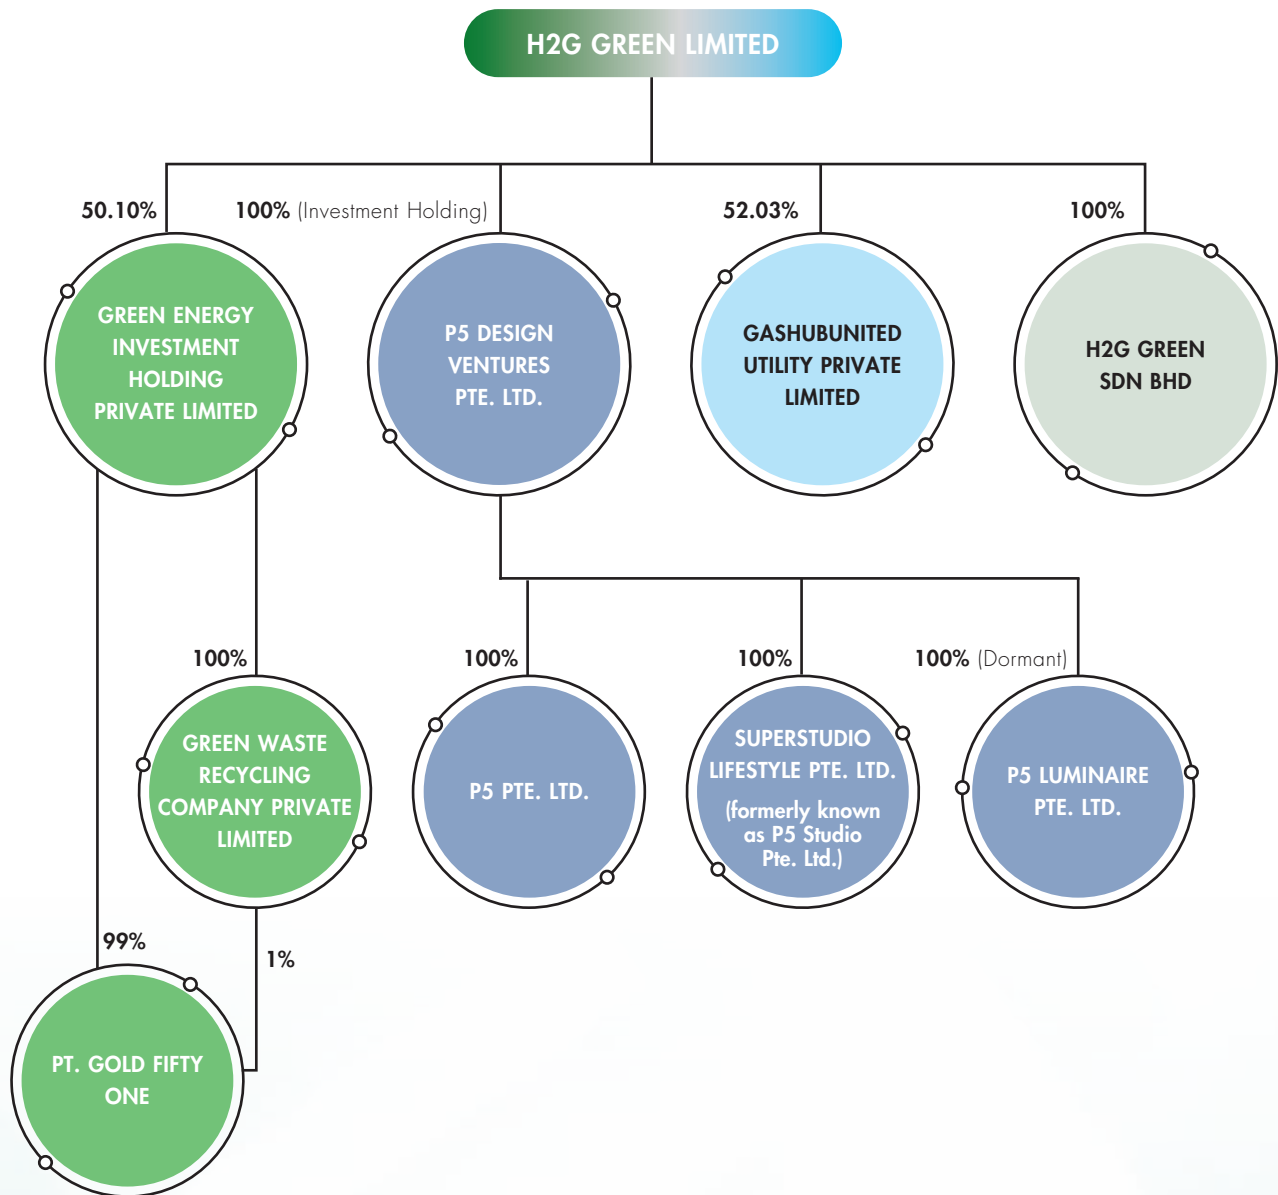 H2G GREEN LIMITED
50.10%
100% (Investment Holding)
52.03%
100%
GREEN ENERGY
INVESTMENT
HOLDING
PRIVATE LIMITED
P5 DESIGN
VENTURES
PTE. LTD.
GASHUBUNITED
UTILITY PRIVATE
LIMITED
H2G GREEN
SDN BHD
100%
100%
100%
100% (Dormant)
GREEN WASTE
RECYCLING
COMPANY PRIVATE
LIMITED
P5 PTE. LTD.
SUPERSTUDIO
LIFESTYLE PTE. LTD.
(formerly known
as P5 Studio
Pte. Ltd.)
P5 LUMINAIRE
PTE. LTD.
99%
1%
PT. GOLD FIFTY
ONE